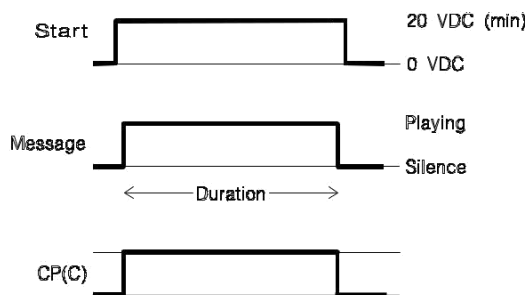 Start
20 VDC (min)
0 VDC
Message
Playing
Silence
Duration
CP(C)